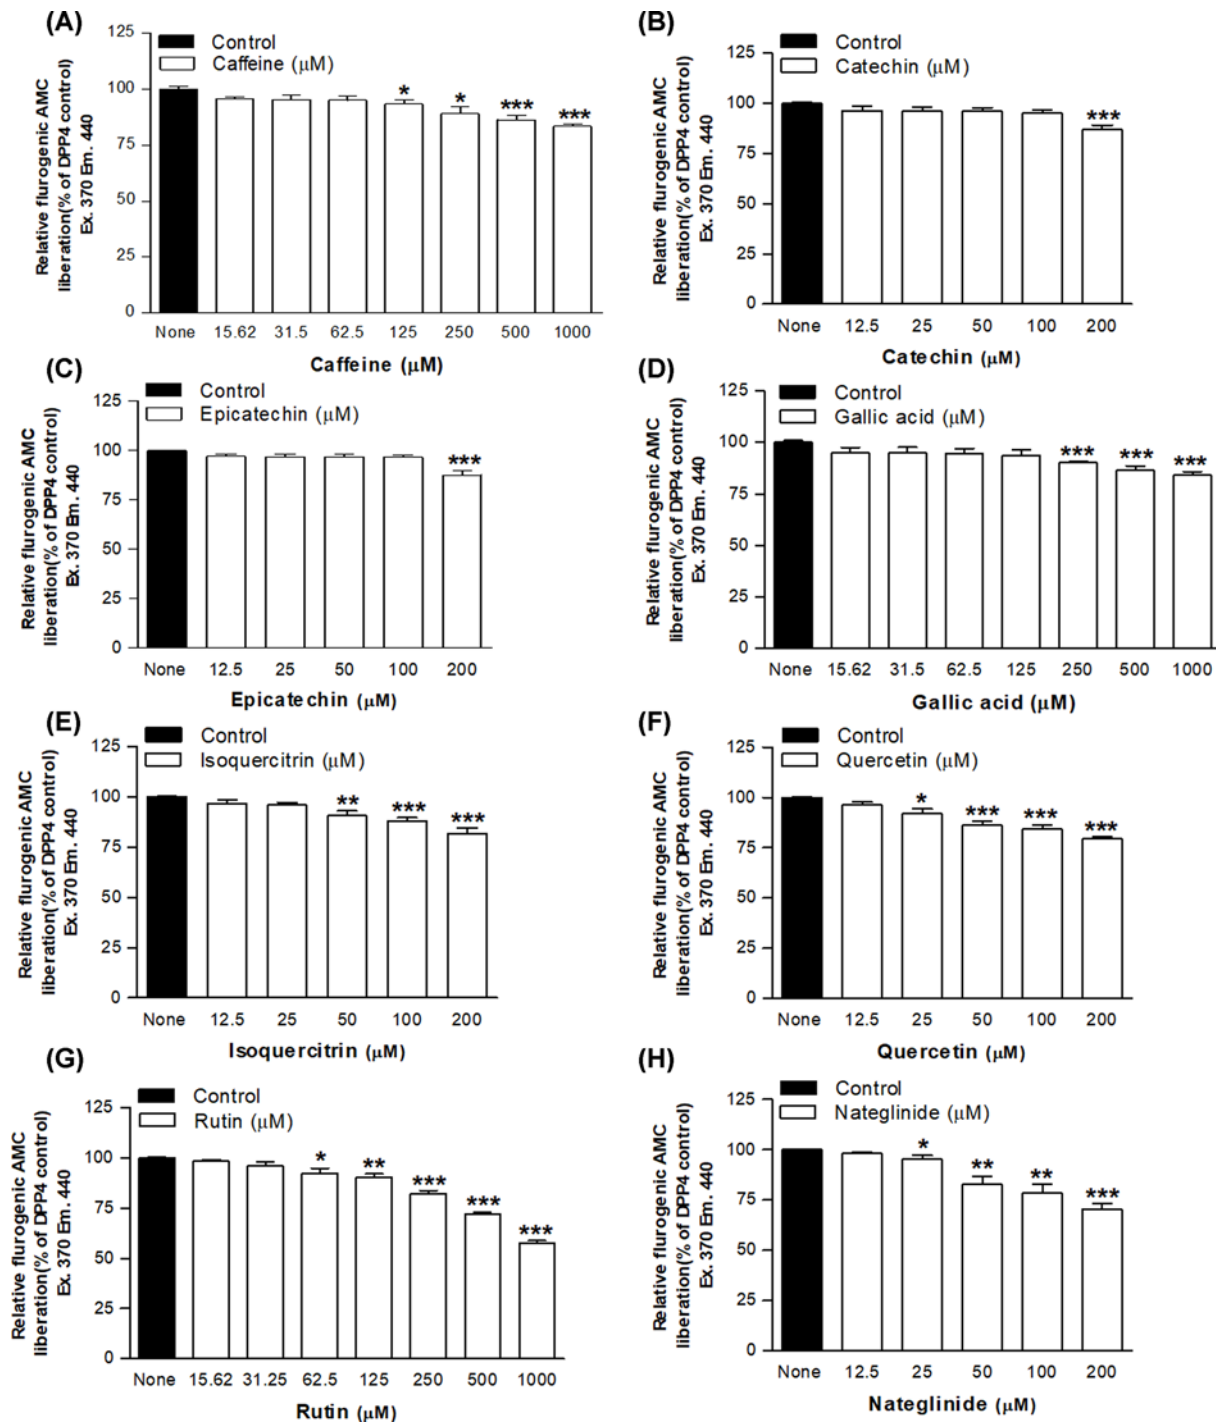 (A)
125
Control
Caffeine (μM)
Relative flurogenic AMC
liberation(% of DPP4 control)
Ex. 370 Em. 440
100
75
50
25
0
*
*
***
***
None 15.62 31.5 62.5 125 250 500 1000
Caffeine (μM)
(B)
125
Control
Catechin (μM)
Relative flurogenic AMC
liberation(% of DPP4 control)
Ex. 370 Em. 440
100
75
50
25
0
***
None 12.5 25 50 100 200
Catechin (μM)
(C)
125
Control
Epicatechin (μM)
Relative flurogenic AMC
liberation(% of DPP4 control)
Ex. 370 Em. 440
100
75
50
25
0
***
None 12.5 25 50 100 200
Epicatechin (μM)
(D)
125
Control
Gallic acid (μM)
Relative flurogenic AMC
liberation(% of DPP4 control)
Ex. 370 Em. 440
100
75
50
25
0
***
***
***
None 15.62 31.5 62.5 125 250 500 1000
Gallic acid (μM)
(E)
125
Control
Isoquercitrin (μM)
Relative flurogenic AMC
liberation(% of DPP4 control)
Ex. 370 Em. 440
100
75
50
25
0
**
***
***
None 12.5 25 50 100 200
Isoquercitrin (μM)
(F)
125
Control
Quercetin (μM)
Relative flurogenic AMC
liberation(% of DPP4 control)
Ex. 370 Em. 440
100
75
50
25
0
*
***
***
***
None 12.5 25 50 100 200
Quercetin (μM)
(G)
125
Control
Rutin (μM)
Relative flurogenic AMC
liberation(% of DPP4 control)
Ex. 370 Em. 440
100
75
50
25
0
*
**
***
***
***
None 15.62 31.25 62.5 125 250 500 1000
Rutin (μM)
(H)
125
Control
Nateglinide (μM)
Relative flurogenic AMC
liberation(% of DPP4 control)
Ex. 370 Em. 440
100
75
50
25
0
*
**
**
***
None 12.5 25 50 100 200
Nateglinide (μM)